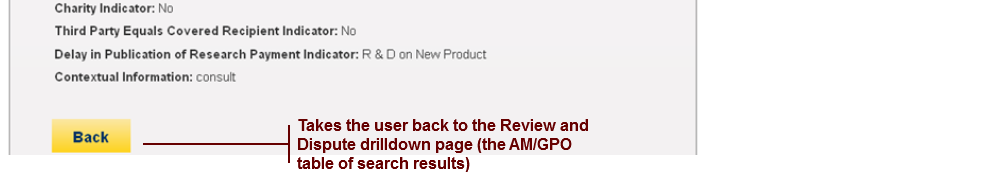 Charity Indicator: No
Third Party Equals Covered Recipient Indicator: No
Delay in Publication of Research Payment Indicator: R & D on New Product
Contextual Information: consult
Back
Takes the user back to the Review and
Dispute drilldown page (the AM/GPO
table of search results)